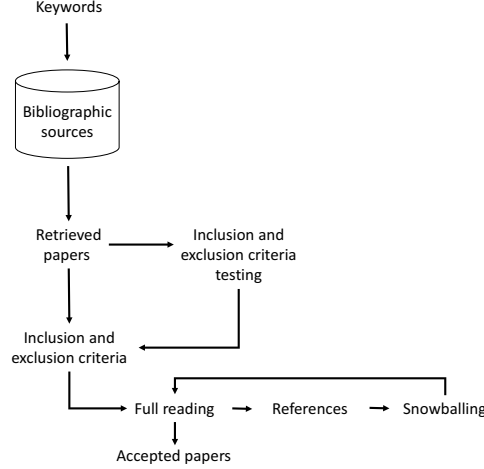 Keywords
Bibliographic
sources
Retrieved
papers
Inclusion and
exclusion criteria
testing
Inclusion and
exclusion criteria
Full reading
References
Snowballing
Accepted papers